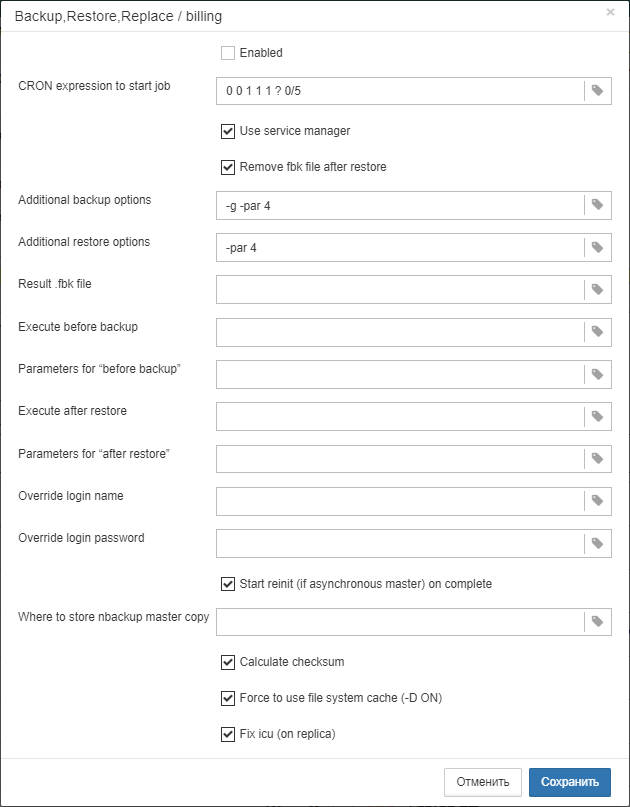 Backup,Restore,Replace / billing
×
Enabled
CRON expression to start job
0 0 1 1 1 ? 0/5
Use service manager
Remove fbk file after restore
Additional backup options
-g -par 4
Additional restore options
-par 4
Result .fbk file
Execute before backup
Parameters for “before backup”
Execute after restore
Parameters for “after restore”
Override login name
Override login password
Start reinit (if asynchronous master) on complete
Where to store nbackup master copy
Calculate checksum
Force to use file system cache (-D ON)
Fix icu (on replica)
Отменить
Сохранить